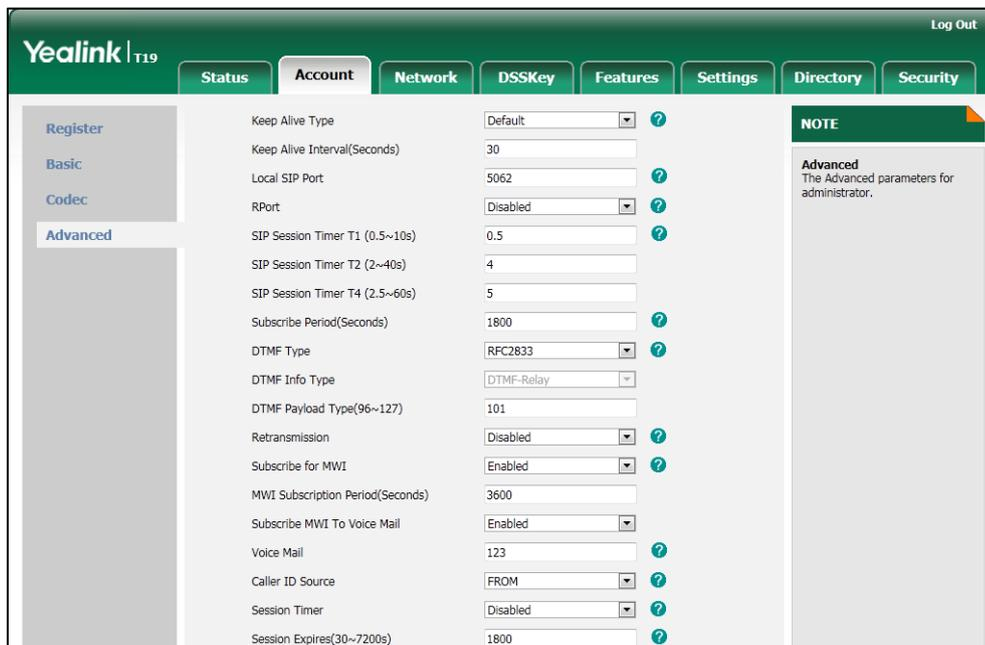 Log Out
Yealink T19
Status Account Network DSSKey Features Settings Directory Security
Register
Basic
Codec
Advanced
Keep Alive Type Default ?
Keep Alive Interval(Seconds) 30
Local SIP Port 5062 ?
RPort Disabled ?
SIP Session Timer T1 (0.5~10s) 0.5 ?
SIP Session Timer T2 (2~40s) 4
SIP Session Timer T4 (2.5~60s) 5
Subscribe Period(Seconds) 1800 ?
DTMF Type RFC2833 ?
DTMF Info Type DTMF-Relay
DTMF Payload Type(96~127) 101
Retransmission Disabled ?
Subscribe for MWI Enabled ?
MWI Subscription Period(Seconds) 3600
Subscribe MWI To Voice Mail Enabled
Voice Mail 123 ?
Caller ID Source FROM ?
Session Timer Disabled ?
Session Expires(30~7200s) 1800 ?
NOTE
Advanced
The Advanced parameters for
administrator.